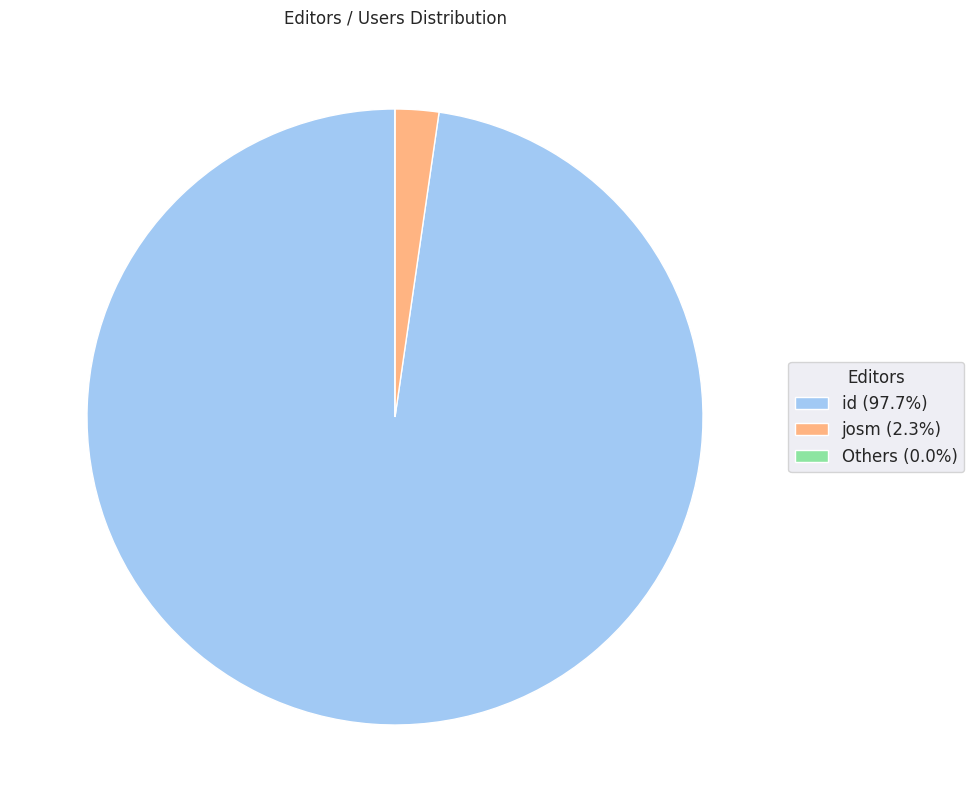 Editors / Users Distribution
Editors
id (97.7%)
josm (2.3%)
Others (0.0%)